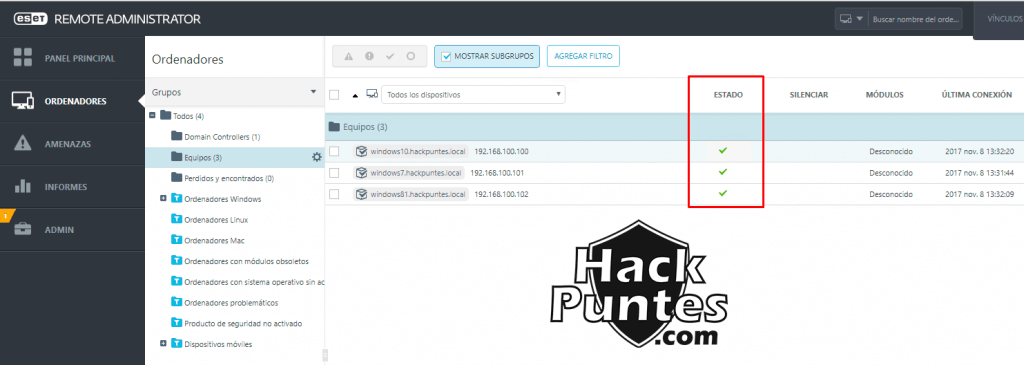 eset REMOTE ADMINISTRATOR
Buscar nombre del orde...
VÍNCULOS
PANEL PRINCIPAL
ORDENADORES
AMENAZAS
INFORMES
ADMIN
Ordenadores
Grupos
Todos (4)
Domain Controllers (1)
Equipos (3)
Perdidos y encontrados (0)
Ordenadores Windows
Ordenadores Linux
Ordenadores Mac
Ordenadores con módulos obsoletos
Ordenadores con sistema operativo sin ac
Ordenadores problemáticos
Producto de seguridad no activado
Dispositivos móviles
MOSTRAR SUBGRUPOS
AGREGAR FILTRO
Todos los dispositivos ESTADO SILENCIAR MÓDULOS ÚLTIMA CONEXIÓN
Equipos (3)
windows10.hackpuntes.local 192.168.100.100 Desconocido 2017 nov. 8 13:32:20
windows7.hackpuntes.local 192.168.100.101 Desconocido 2017 nov. 8 13:31:44
windows81.hackpuntes.local 192.168.100.102 Desconocido 2017 nov. 8 13:32:09
Hack
Puntes
.com